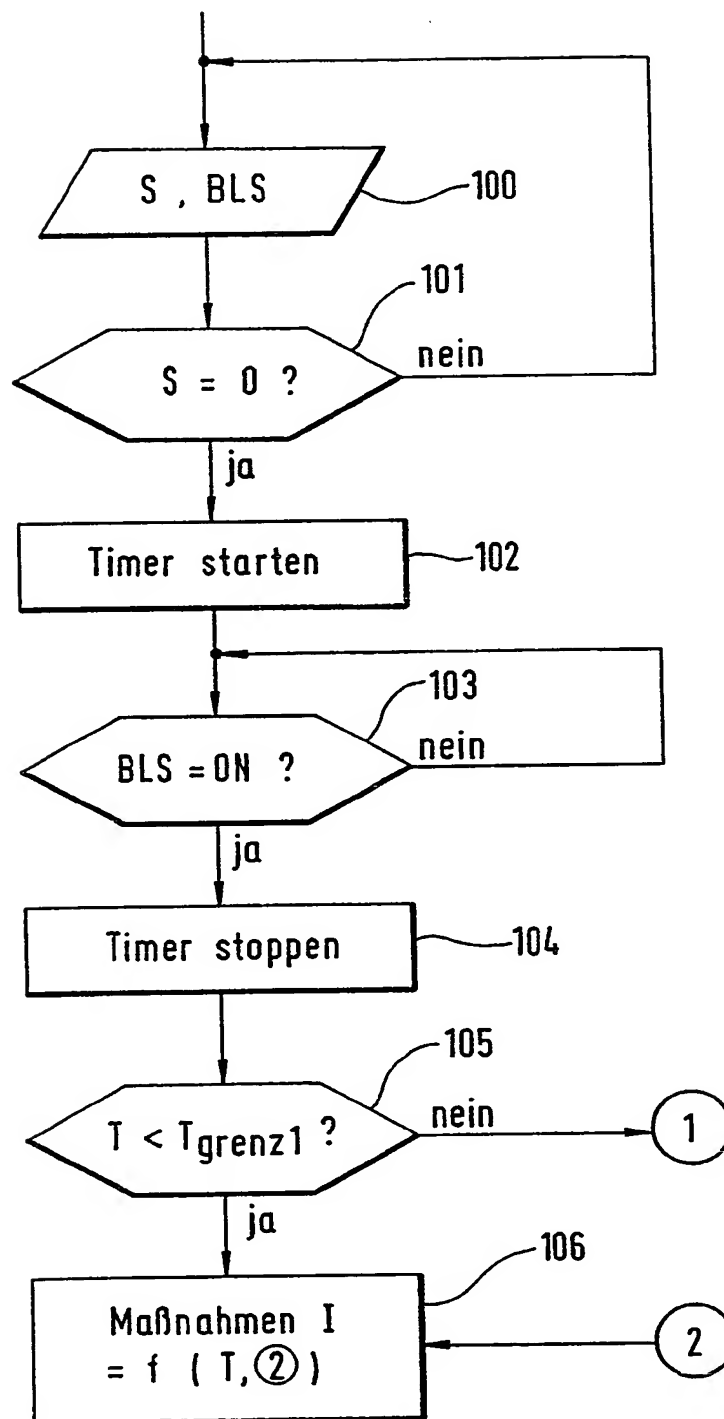 S , BLS
100
101
S = 0 ?
nein
ja
Timer starten
102
103
BLS = ON ?
nein
ja
Timer stoppen
104
105
T < Tgrenz1 ?
nein
1
ja
106
Maßnahmen I
= f ( T, ② )
2